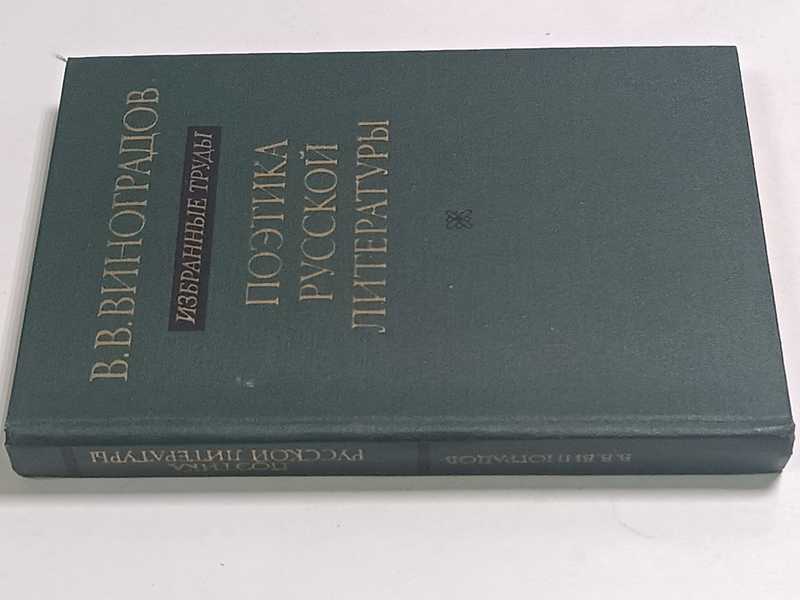 В.В.ВИНОГРАДОВ
ИЗБРАННЫЕ ТРУДЫ
ПОЭТИКА
РУССКОЙ
ЛИТЕРАТУРЫ
В.В.ВИНОГРАДОВ
ПОЭТИКА
РУССКОЙ ЛИТЕРАТУРЫ